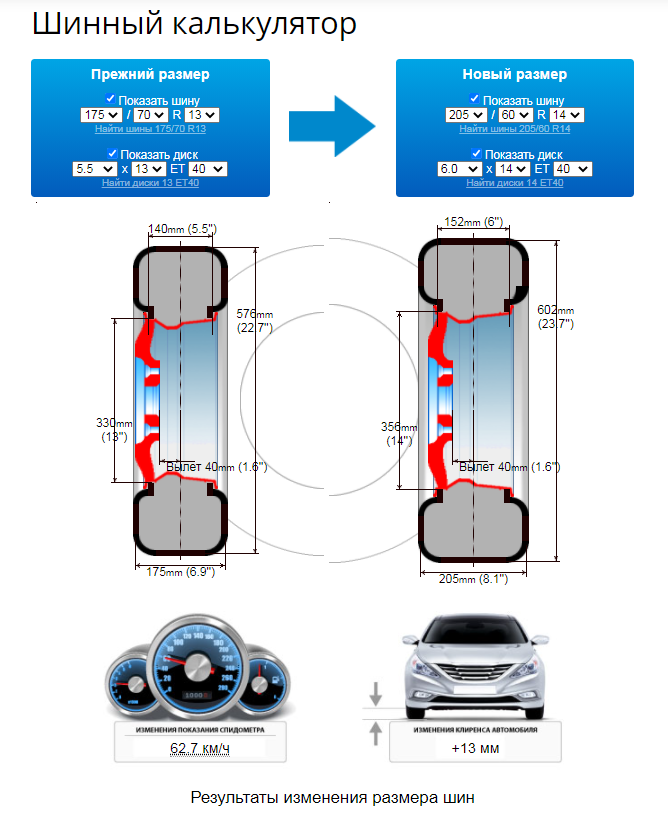 Шинный калькулятор
Прежний размер
Показать шину
175 / 70 R 13
Найти шины 175/70 R13
Показать диск
5.5 x 13 ET 40
Найти диски 13 ET40
Новый размер
Показать шину
205 / 60 R 14
Найти шины 205/60 R14
Показать диск
6.0 x 14 ET 40
Найти диски 14 ET40
140mm (5.5")
152mm (6")
576mm
(22.7")
602mm
(23.7")
330mm
(13")
356mm
(14")
Вылет 40mm (1.6")
Вылет 40mm (1.6")
175mm (6.9")
205mm (8.1")
ИЗМЕНЕНИЯ ПОКАЗАНИЯ СПИДОМЕТРА
62.7 км/ч
ИЗМЕНЕНИЯ КЛИРЕНСА АВТОМОБИЛЯ
+13 мм
Результаты изменения размера шин